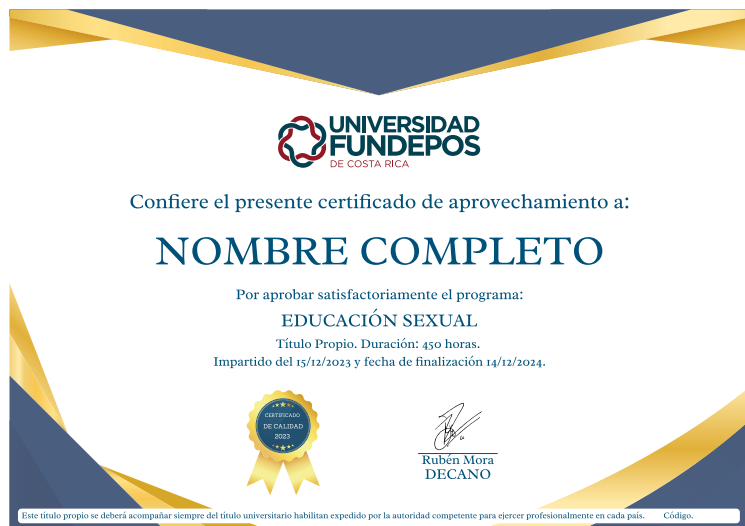 UNIVERSIDAD
FUNDEPOS
DE COSTA RICA
Confiere el presente certificado de aprovechamiento a:
NOMBRE COMPLETO
Por aprobar satisfactoriamente el programa:
EDUCACIÓN SEXUAL
Título Propio. Duración: 450 horas.
Impartido del 15/12/2023 y fecha de finalización 14/12/2024.
CERTIFICADO
DE CALIDAD
2023
Rubén Mora
DECANO
Este título propio se deberá acompañar siempre del título universitario habilitan expedido por la autoridad competente para ejercer profesionalmente en cada país. Código.